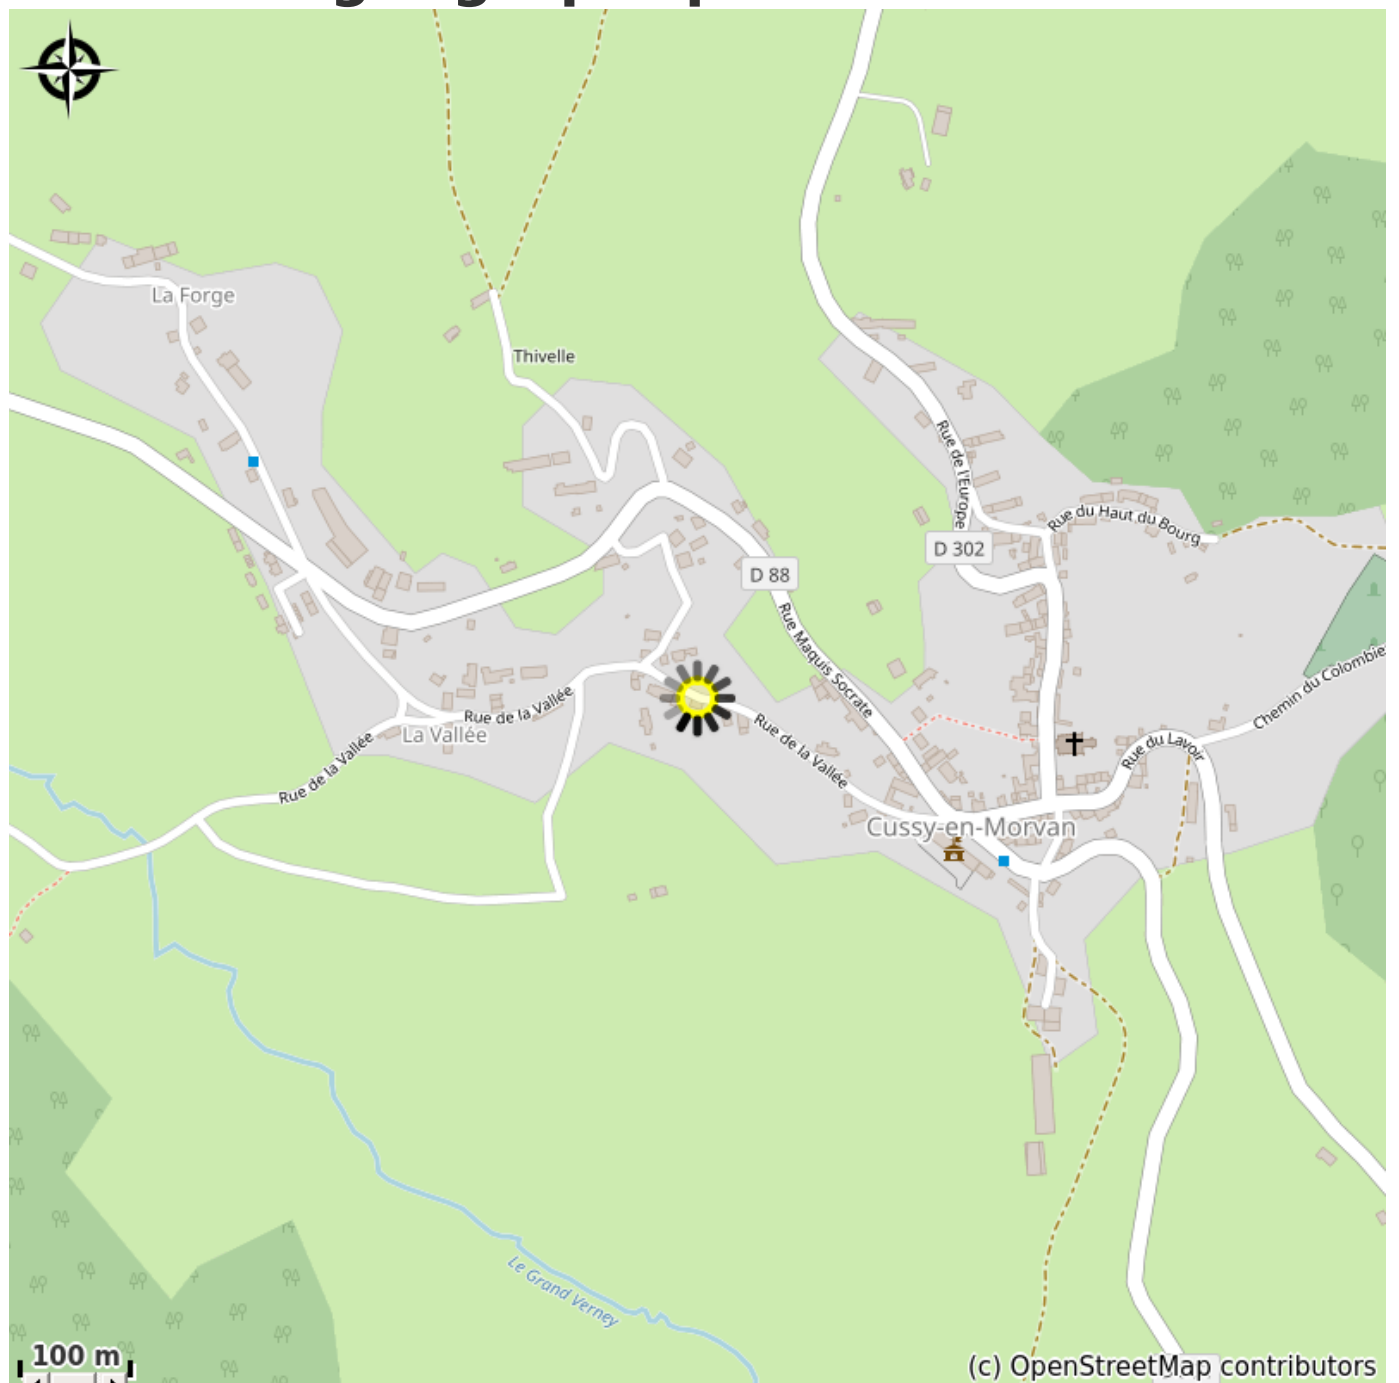 La Forge
Thivelle
Rue de l'Europe
Rue du Haut du Bourg
D 302
D 88
Rue Maquis Socrate
Chemin du Colombie
Rue de la Vallée
La Vallée
Rue de la Vallée
Rue de la Vallée
Rue du Lavoir
Cussy-en-Morvan
Le Grand Verney
100 m
(c) OpenStreetMap contributors